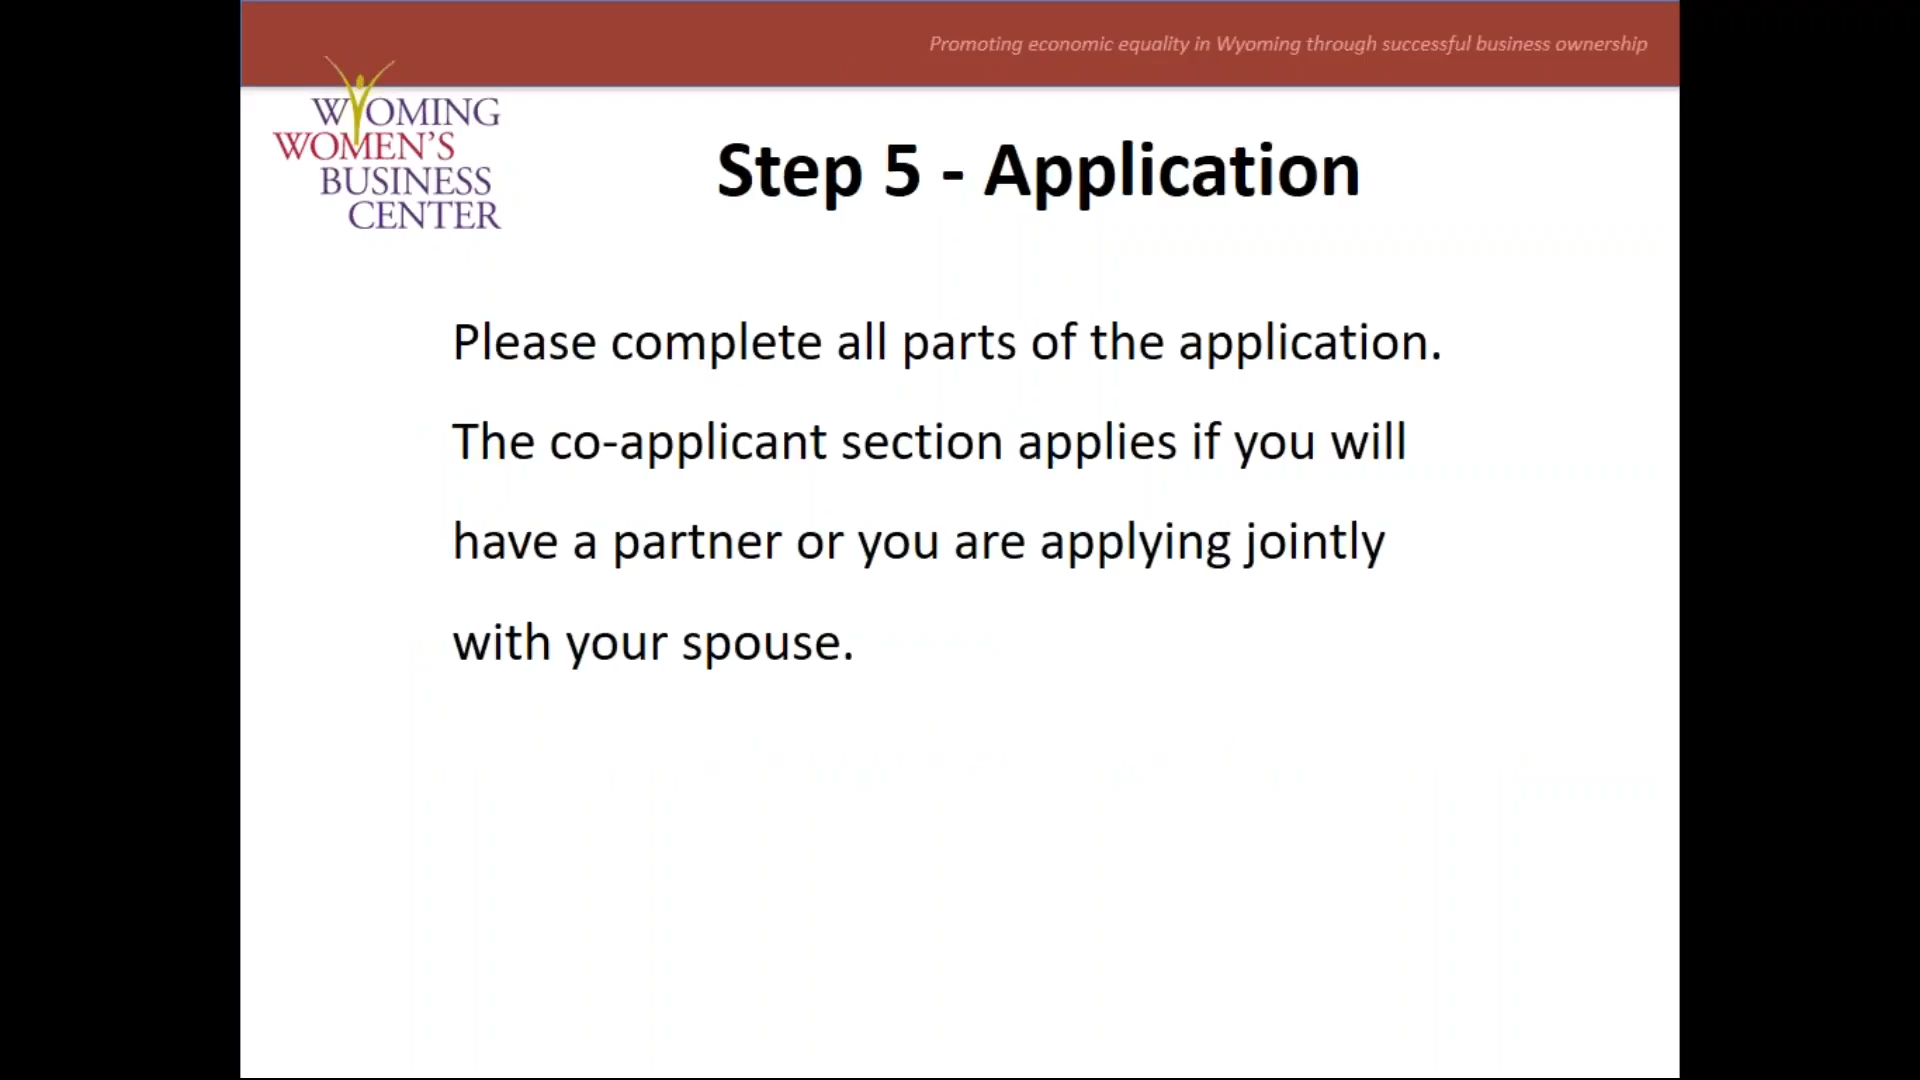 Promoting economic equality in Wyoming through successful business ownership
WYOMING
WOMEN'S
BUSINESS
CENTER
Step 5 - Application
Please complete all parts of the application.
The co-applicant section applies if you will
have a partner or you are applying jointly
with your spouse.